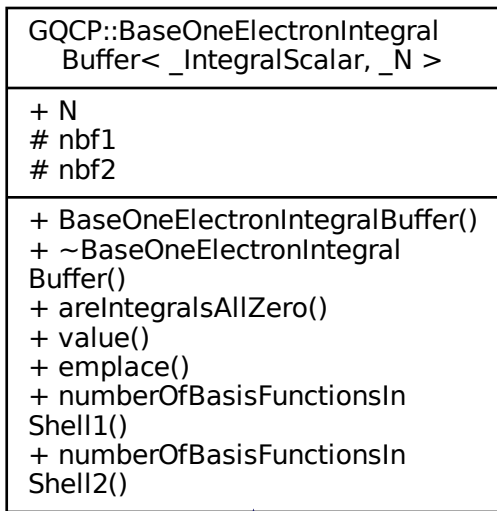 GQCP::BaseOneElectronIntegral
Buffer< _IntegralScalar, _N >
+ N
# nbf1
# nbf2
+ BaseOneElectronIntegralBuffer()
+ ~BaseOneElectronIntegral
Buffer()
+ areIntegralsAllZero()
+ value()
+ emplace()
+ numberOfBasisFunctionsIn
Shell1()
+ numberOfBasisFunctionsIn
Shell2()